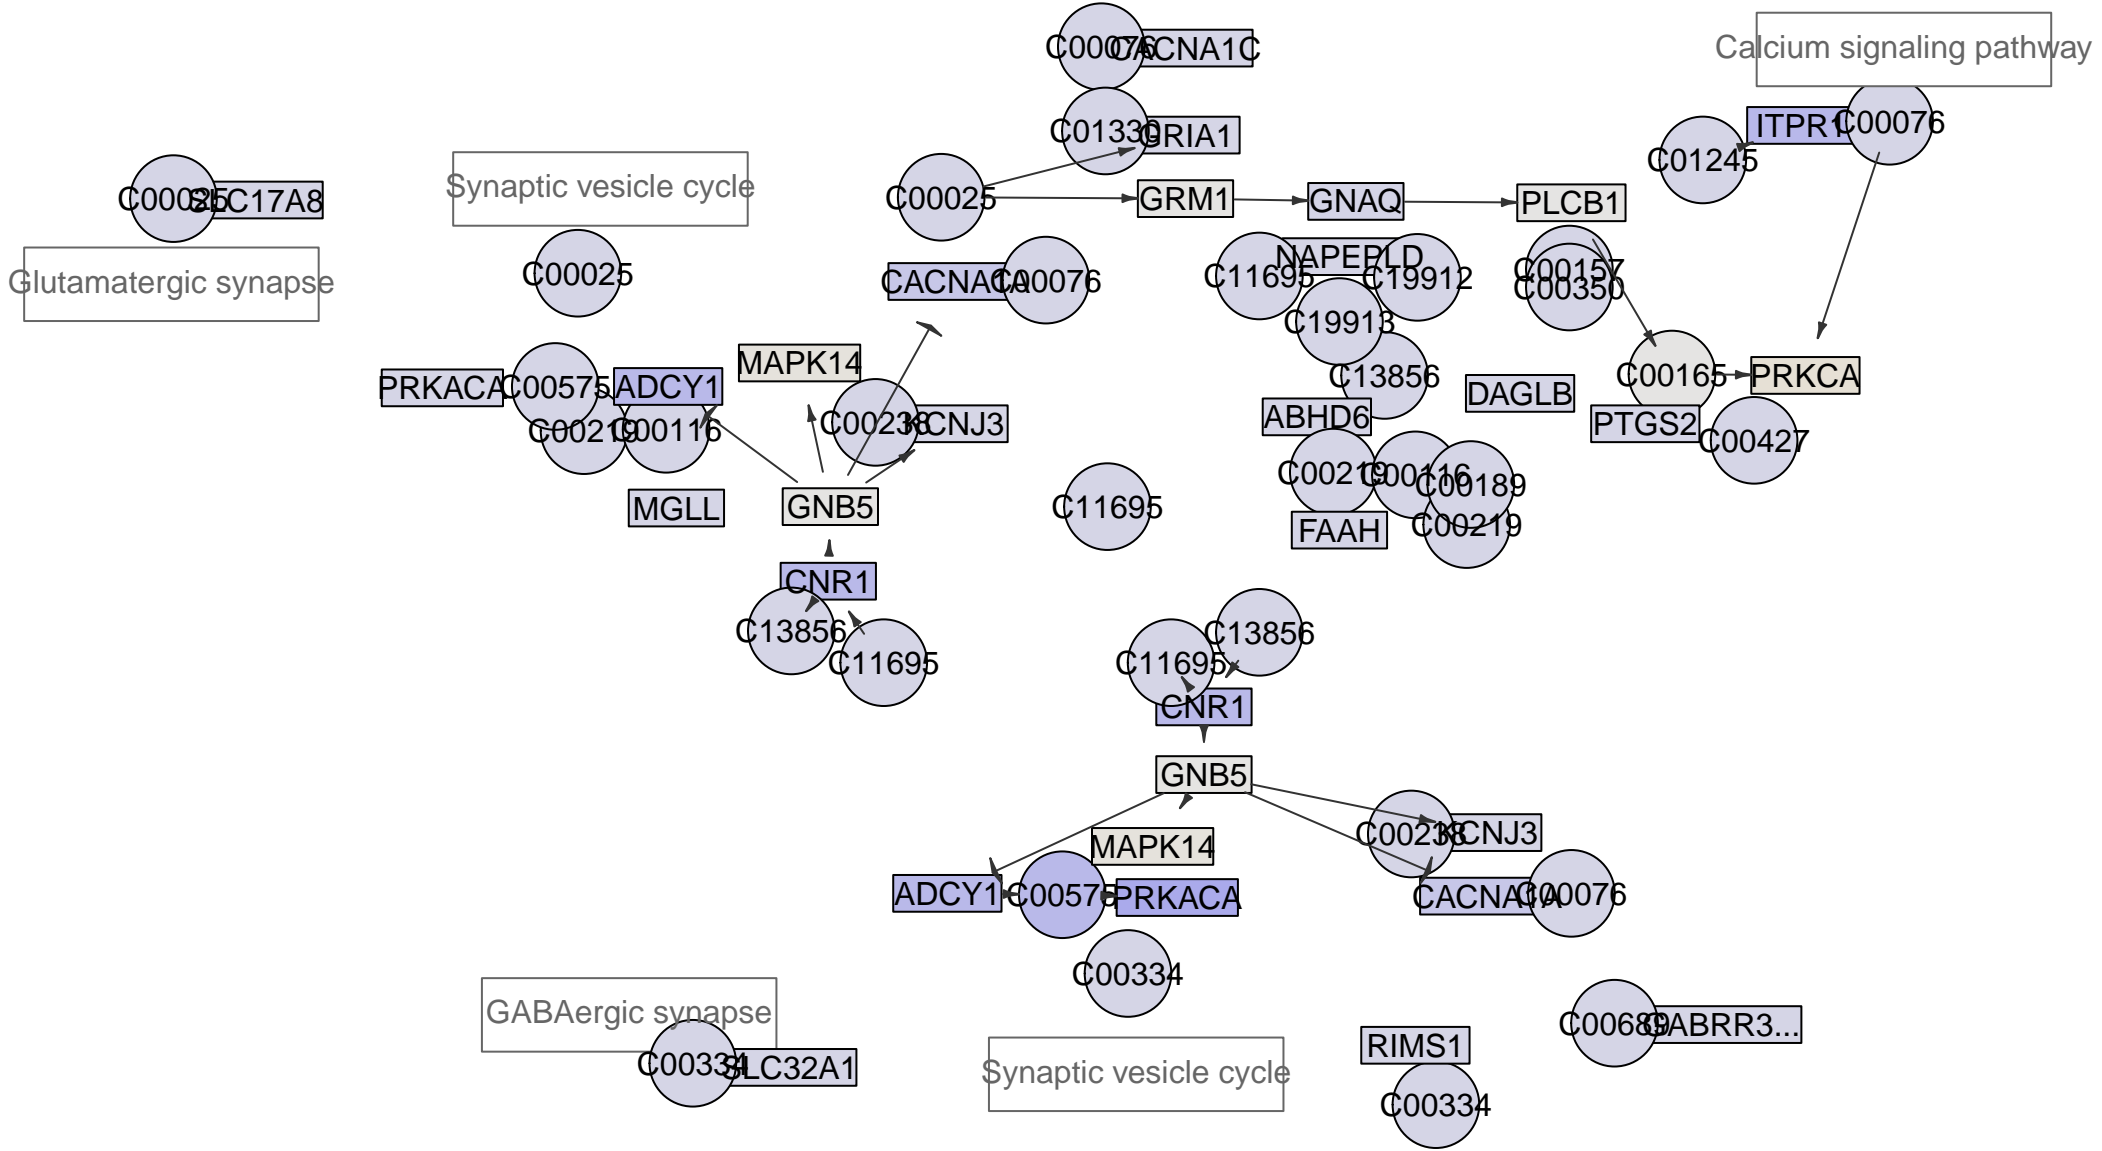 C00076
CACNA1C
Calcium signaling pathway
C01330
GRIA1
ITPR1
C00076
C01245
Synaptic vesicle cycle
C00025
SLC17A8
C00025
GRM1
GNAQ
PLCB1
Glutamatergic synapse
C00025
CACNA1A
C00076
C11695
NAPEPLD
C19912
C00157
C00350
C19913
MAPK14
PRKACA
C00575
ADCY1
C13856
DAGLB
C00165
PRKCA
C00219
C00116
C00238
KCNJ3
ABHD6
PTGS2
C00427
C00219
C00116
C00189
MGLL
GNB5
C11695
FAAH
C00219
CNR1
C13856
C11695
C13856
C11695
CNR1
GNB5
MAPK14
C00238
KCNJ3
ADCY1
C00575
PRKACA
CACNA1A
C00076
C00334
GABAergic synapse
C00689
GABRR3...
RIMS1
C00334
SLC32A1
Synaptic vesicle cycle
C00334